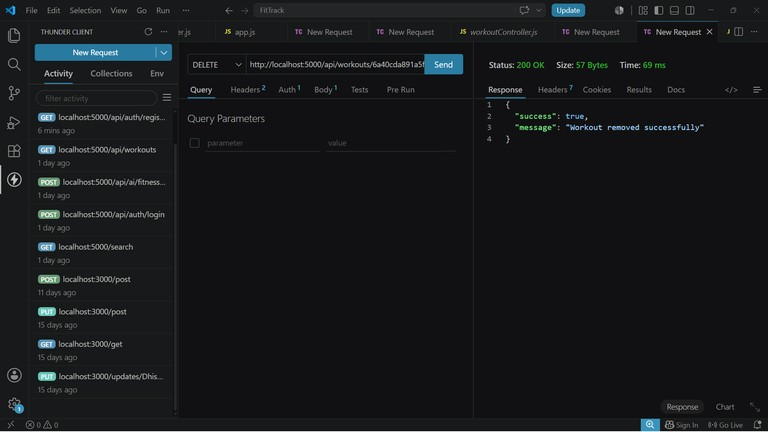 File Edit Selection View Go Run ··· FitTrack Update
THUNDER CLIENT ···
er.js JS app.js TC New Request TC New Request JS workoutController.js TC New Request TC New Request
New Request
Activity Collections Env
filter activity
GET localhost:5000/api/auth/regis...
6 mins ago
GET localhost:5000/api/workouts
1 day ago
POST localhost:5000/api/ai/fitness...
1 day ago
POST localhost:5000/api/auth/login
1 day ago
GET localhost:5000/search
1 day ago
POST localhost:3000/post
11 days ago
PUT localhost:3000/post
15 days ago
GET localhost:3000/get
15 days ago
PUT localhost:3000/updates/Dhis...
15 days ago
DELETE http://localhost:5000/api/workouts/6a40cda891a5f Send
Query Headers 2 Auth 1 Body 1 Tests Pre Run
Query Parameters
parameter value
Status: 200 OK Size: 57 Bytes Time: 69 ms
Response Headers 7 Cookies Results Docs </>
1 {
2 "success": true,
3 "message": "Workout removed successfully"
4 }
Response Chart
1
0 0 Sign In Go Live